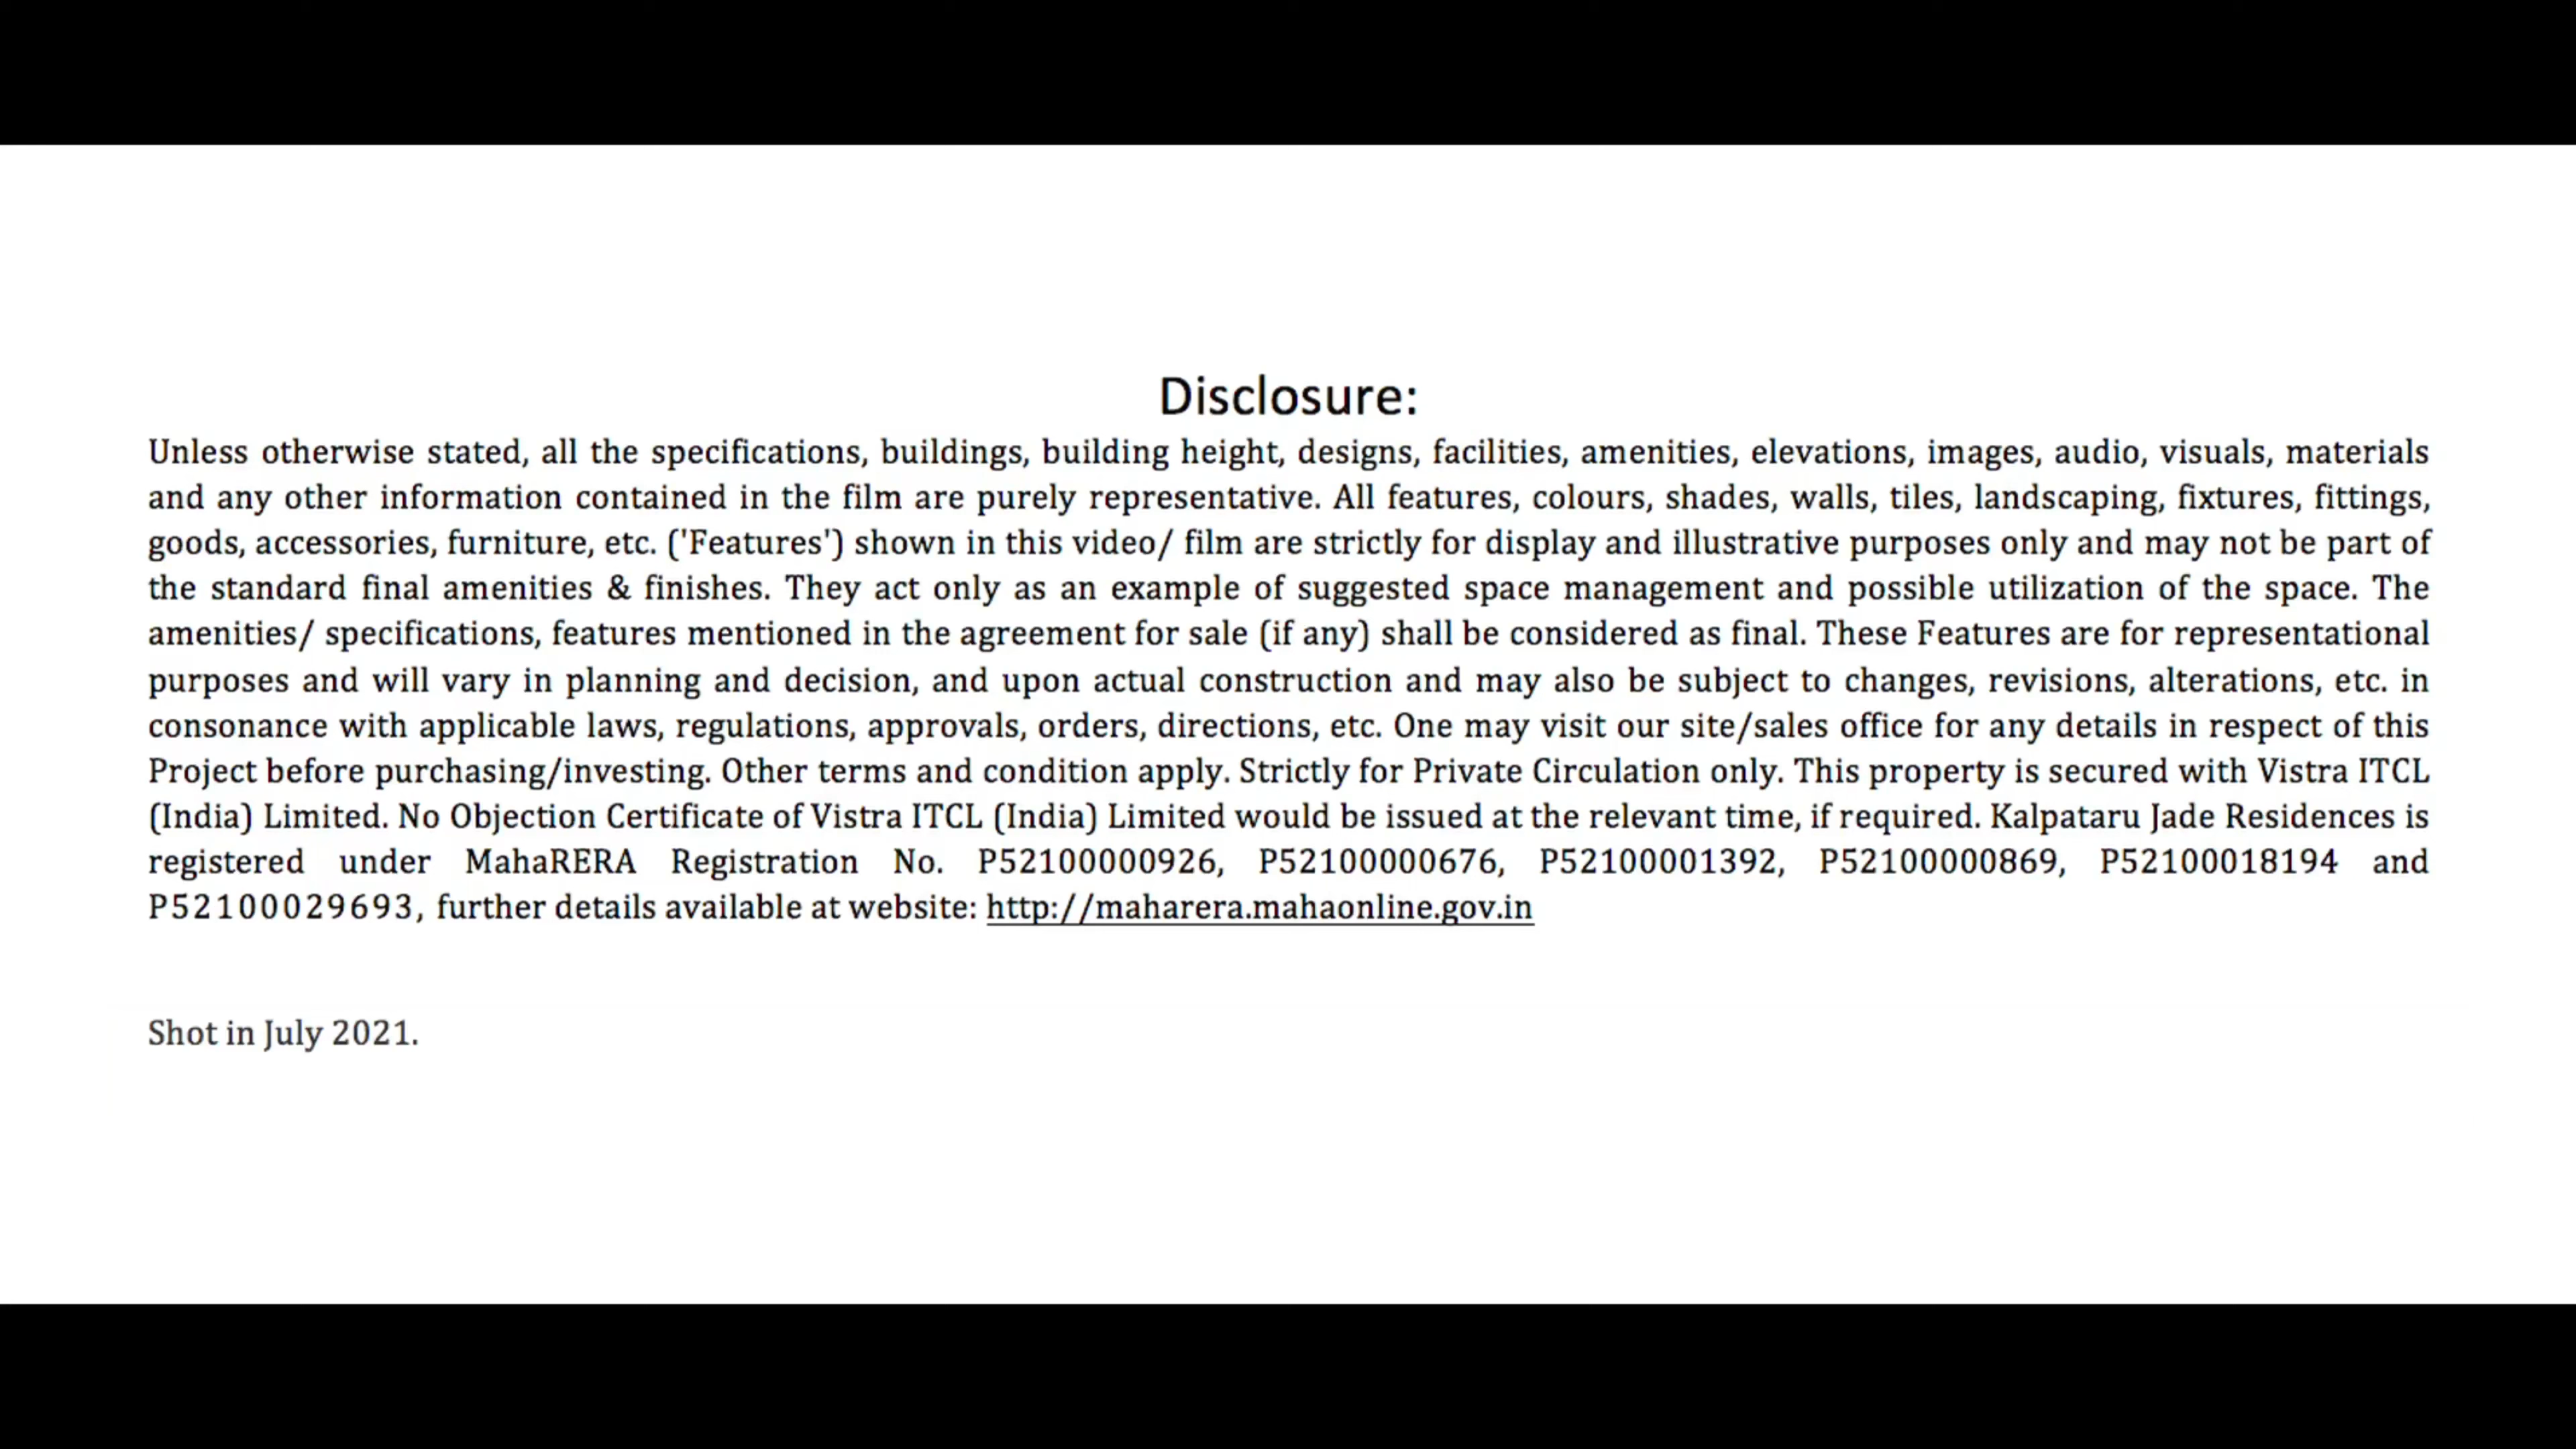 Disclosure:
Unless otherwise stated, all the specifications, buildings, building height, designs, facilities, amenities, elevations, images, audio, visuals, materials
and any other information contained in the film are purely representative. All features, colours, shades, walls, tiles, landscaping, fixtures, fittings,
goods, accessories, furniture, etc. ('Features') shown in this video/ film are strictly for display and illustrative purposes only and may not be part of
the standard final amenities & finishes. They act only as an example of suggested space management and possible utilization of the space. The
amenities/ specifications, features mentioned in the agreement for sale (if any) shall be considered as final. These Features are for representational
purposes and will vary in planning and decision, and upon actual construction and may also be subject to changes, revisions, alterations, etc. in
consonance with applicable laws, regulations, approvals, orders, directions, etc. One may visit our site/sales office for any details in respect of this
Project before purchasing/investing. Other terms and condition apply. Strictly for Private Circulation only. This property is secured with Vistra ITCL
(India) Limited. No Objection Certificate of Vistra ITCL (India) Limited would be issued at the relevant time, if required. Kalpataru Jade Residences is
registered under MahaRERA Registration No. P52100000926, P52100000676, P52100001392, P52100000869, P52100018194 and
P52100029693, further details available at website: http://maharera.mahaonline.gov.in
Shot in July 2021.